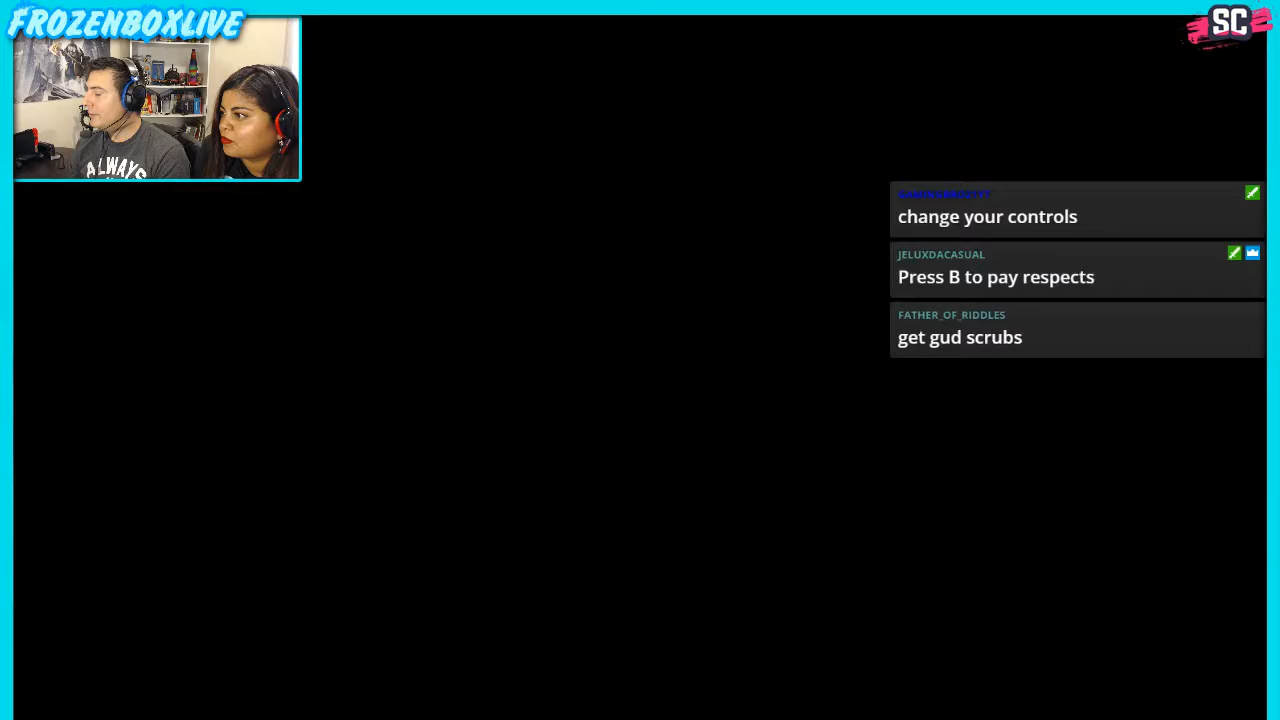 FROZENBOXLIVE
SC
ALWAYS
change your controls
JELUXDACASUAL
Press B to pay respects
FATHER_OF_RIDDLES
get gud scrubs